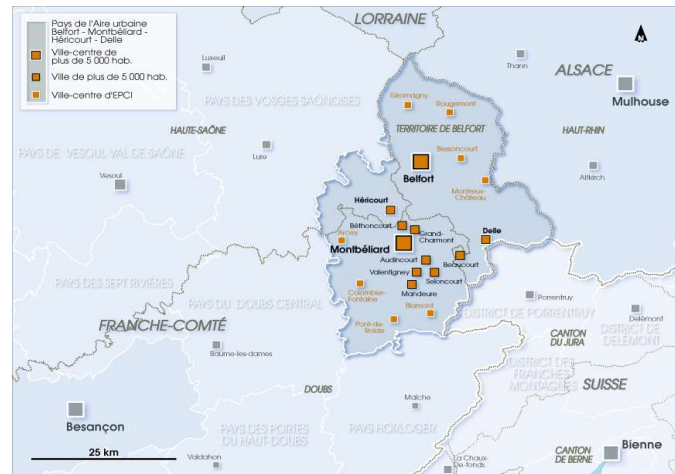 Pays de l'Aire urbaine
Belfort - Montbéliard -
Héricourt - Delle
Ville-centre de
plus de 5 000 hab.
Ville de plus de 5 000 hab.
Ville-centre d'EPCI
LORRAINE
N
Luxeuil
Thann
ALSACE
Mulhouse
Giromagny
Rougemont
PAYS DES VOSGES SAÔNOISES
HAUTE-SAÔNE
TERRITOIRE DE BELFORT
HAUT-RHIN
PAYS DE VESOUL VAL DE SAÔNE
Lure
Bessoncourt
Altkirch
Vesoul
Belfort
Montreux-
Château
Héricourt
Béthoncourt
Arcey
Grand-
Charmont
Delle
Montbéliard
Audincourt
Beaucourt
Valentigney
Seloncourt
PAYS DES SEPT RIVIÈRES
Colombier-
Fontaine
Mandeure
PAYS DU DOUBS CENTRAL
Blamont
Porrentruy
Pont-de-
Roide
DISTRICT DE PORRENTRUY
Delémont
FRANCHE-COMTÉ
CANTON
DU JURA
DISTRICT DE
DELÉMONT
Baume-les-dames
DISTRICT DES
FRANCHES
MONTAGNES
DOUBS
SUISSE
Maîche
Besançon
PAYS DES PORTES
DU HAUT-DOUBS
PAYS HORLOGER
25 km
Valdahon
La Chaux-
De-fonds
CANTON
DE BERNE
Bienne